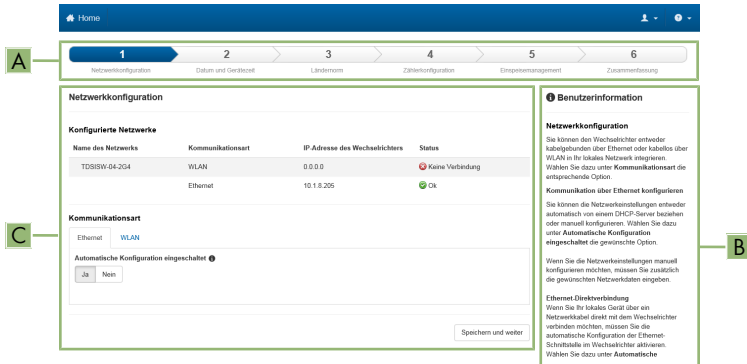 Home
1 2 3 4 5 6
Netzwerkkonfiguration Datum und Gerätezeit Ländernorm Zählerkonfiguration Einspeisemanagement Zusammenfassung
A
Netzwerkkonfiguration
Konfigurierte Netzwerke
Name des Netzwerks Kommunikationsart IP-Adresse des Wechselrichters Status
TDSISW-04-2G4 WLAN 0.0.0.0 Keine Verbindung
Ethernet 10.1.8.205 Ok
Kommunikationsart
C
Ethernet WLAN
Automatische Konfiguration eingeschaltet
Ja Nein
Speichern und weiter
Benutzerinformation
Netzwerkkonfiguration
Sie können den Wechselrichter entweder
kabelgebunden über Ethernet oder kabellos über
WLAN in Ihr lokales Netzwerk integrieren.
Wählen Sie dazu unter Kommunikationsart die
entsprechende Option.
Kommunikation über Ethernet konfigurieren
Sie können die Netzwerkeinstellungen entweder
automatisch von einem DHCP-Server beziehen
oder manuell konfigurieren. Wählen Sie dazu
unter Automatische Konfiguration
eingeschaltet die gewünschte Option.
B
Wenn Sie die Netzwerkeinstellungen manuell
konfigurieren möchten, müssen Sie zusätzlich
die gewünschten Netzwerkdaten eingeben.
Ethernet-Direktverbindung
Wenn Sie Ihr lokales Gerät über ein
Netzwerkkabel direkt mit dem Wechselrichter
verbinden möchten, müssen Sie die
automatische Konfiguration der Ethernet-
Schnittstelle im Wechselrichter aktivieren.
Wählen Sie dazu unter Automatische